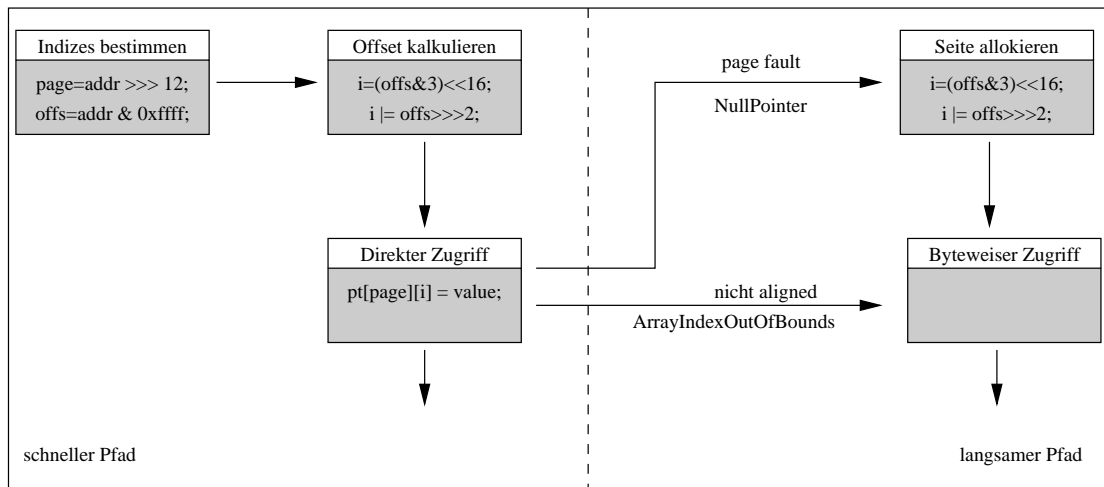 Indizes bestimmen
page=addr >>> 12;
offs=addr & 0xffff;
Offset kalkulieren
i=(offs&3)<<16;
i |= offs>>>2;
page fault
NullPointer
Seite allokieren
i=(offs&3)<<16;
i |= offs>>>2;
Direkter Zugriff
pt[page][i] = value;
nicht aligned
ArrayIndexOutOfBounds
Byteweiser Zugriff
schneller Pfad
langsamer Pfad